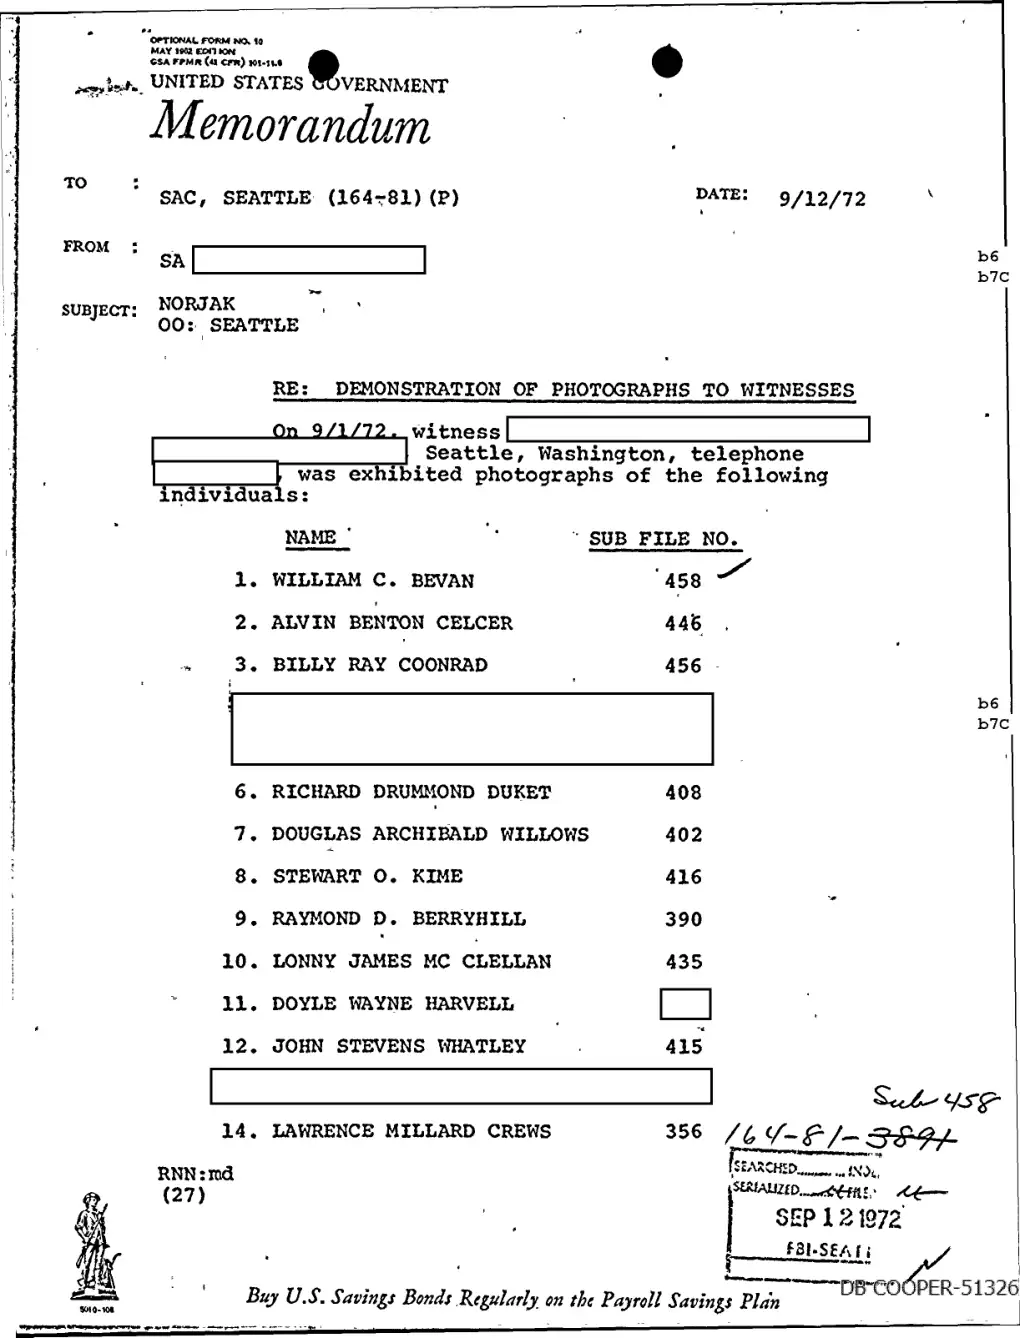 OPTIONAL FORM NO. 10
MAY 1962 EDITION
GSA FPMR (41 CFR) 101-11.6
UNITED STATES GOVERNMENT
Memorandum
TO : SAC, SEATTLE (164-81)(P) DATE: 9/12/72
FROM : SA
b6
b7C
SUBJECT: NORJAK
OO: SEATTLE
RE: DEMONSTRATION OF PHOTOGRAPHS TO WITNESSES
On 9/1/72, witness
Seattle, Washington, telephone
, was exhibited photographs of the following
individuals:
NAME SUB FILE NO.
1. WILLIAM C. BEVAN 458
2. ALVIN BENTON CELCER 446
3. BILLY RAY COONRAD 456
b6
b7C
6. RICHARD DRUMMOND DUKET 408
7. DOUGLAS ARCHIBALD WILLOWS 402
8. STEWART O. KIME 416
9. RAYMOND D. BERRYHILL 390
10. LONNY JAMES MC CLELLAN 435
11. DOYLE WAYNE HARVELL
12. JOHN STEVENS WHATLEY 415
Sub 458
14. LAWRENCE MILLARD CREWS 356
164-81-3891
RNN:md
(27)
SEARCHED
SERIALIZED
SEP 12 1972
FBI-SEA
5010-108
Buy U.S. Savings Bonds Regularly on the Payroll Savings Plan
DB COOPER-51326